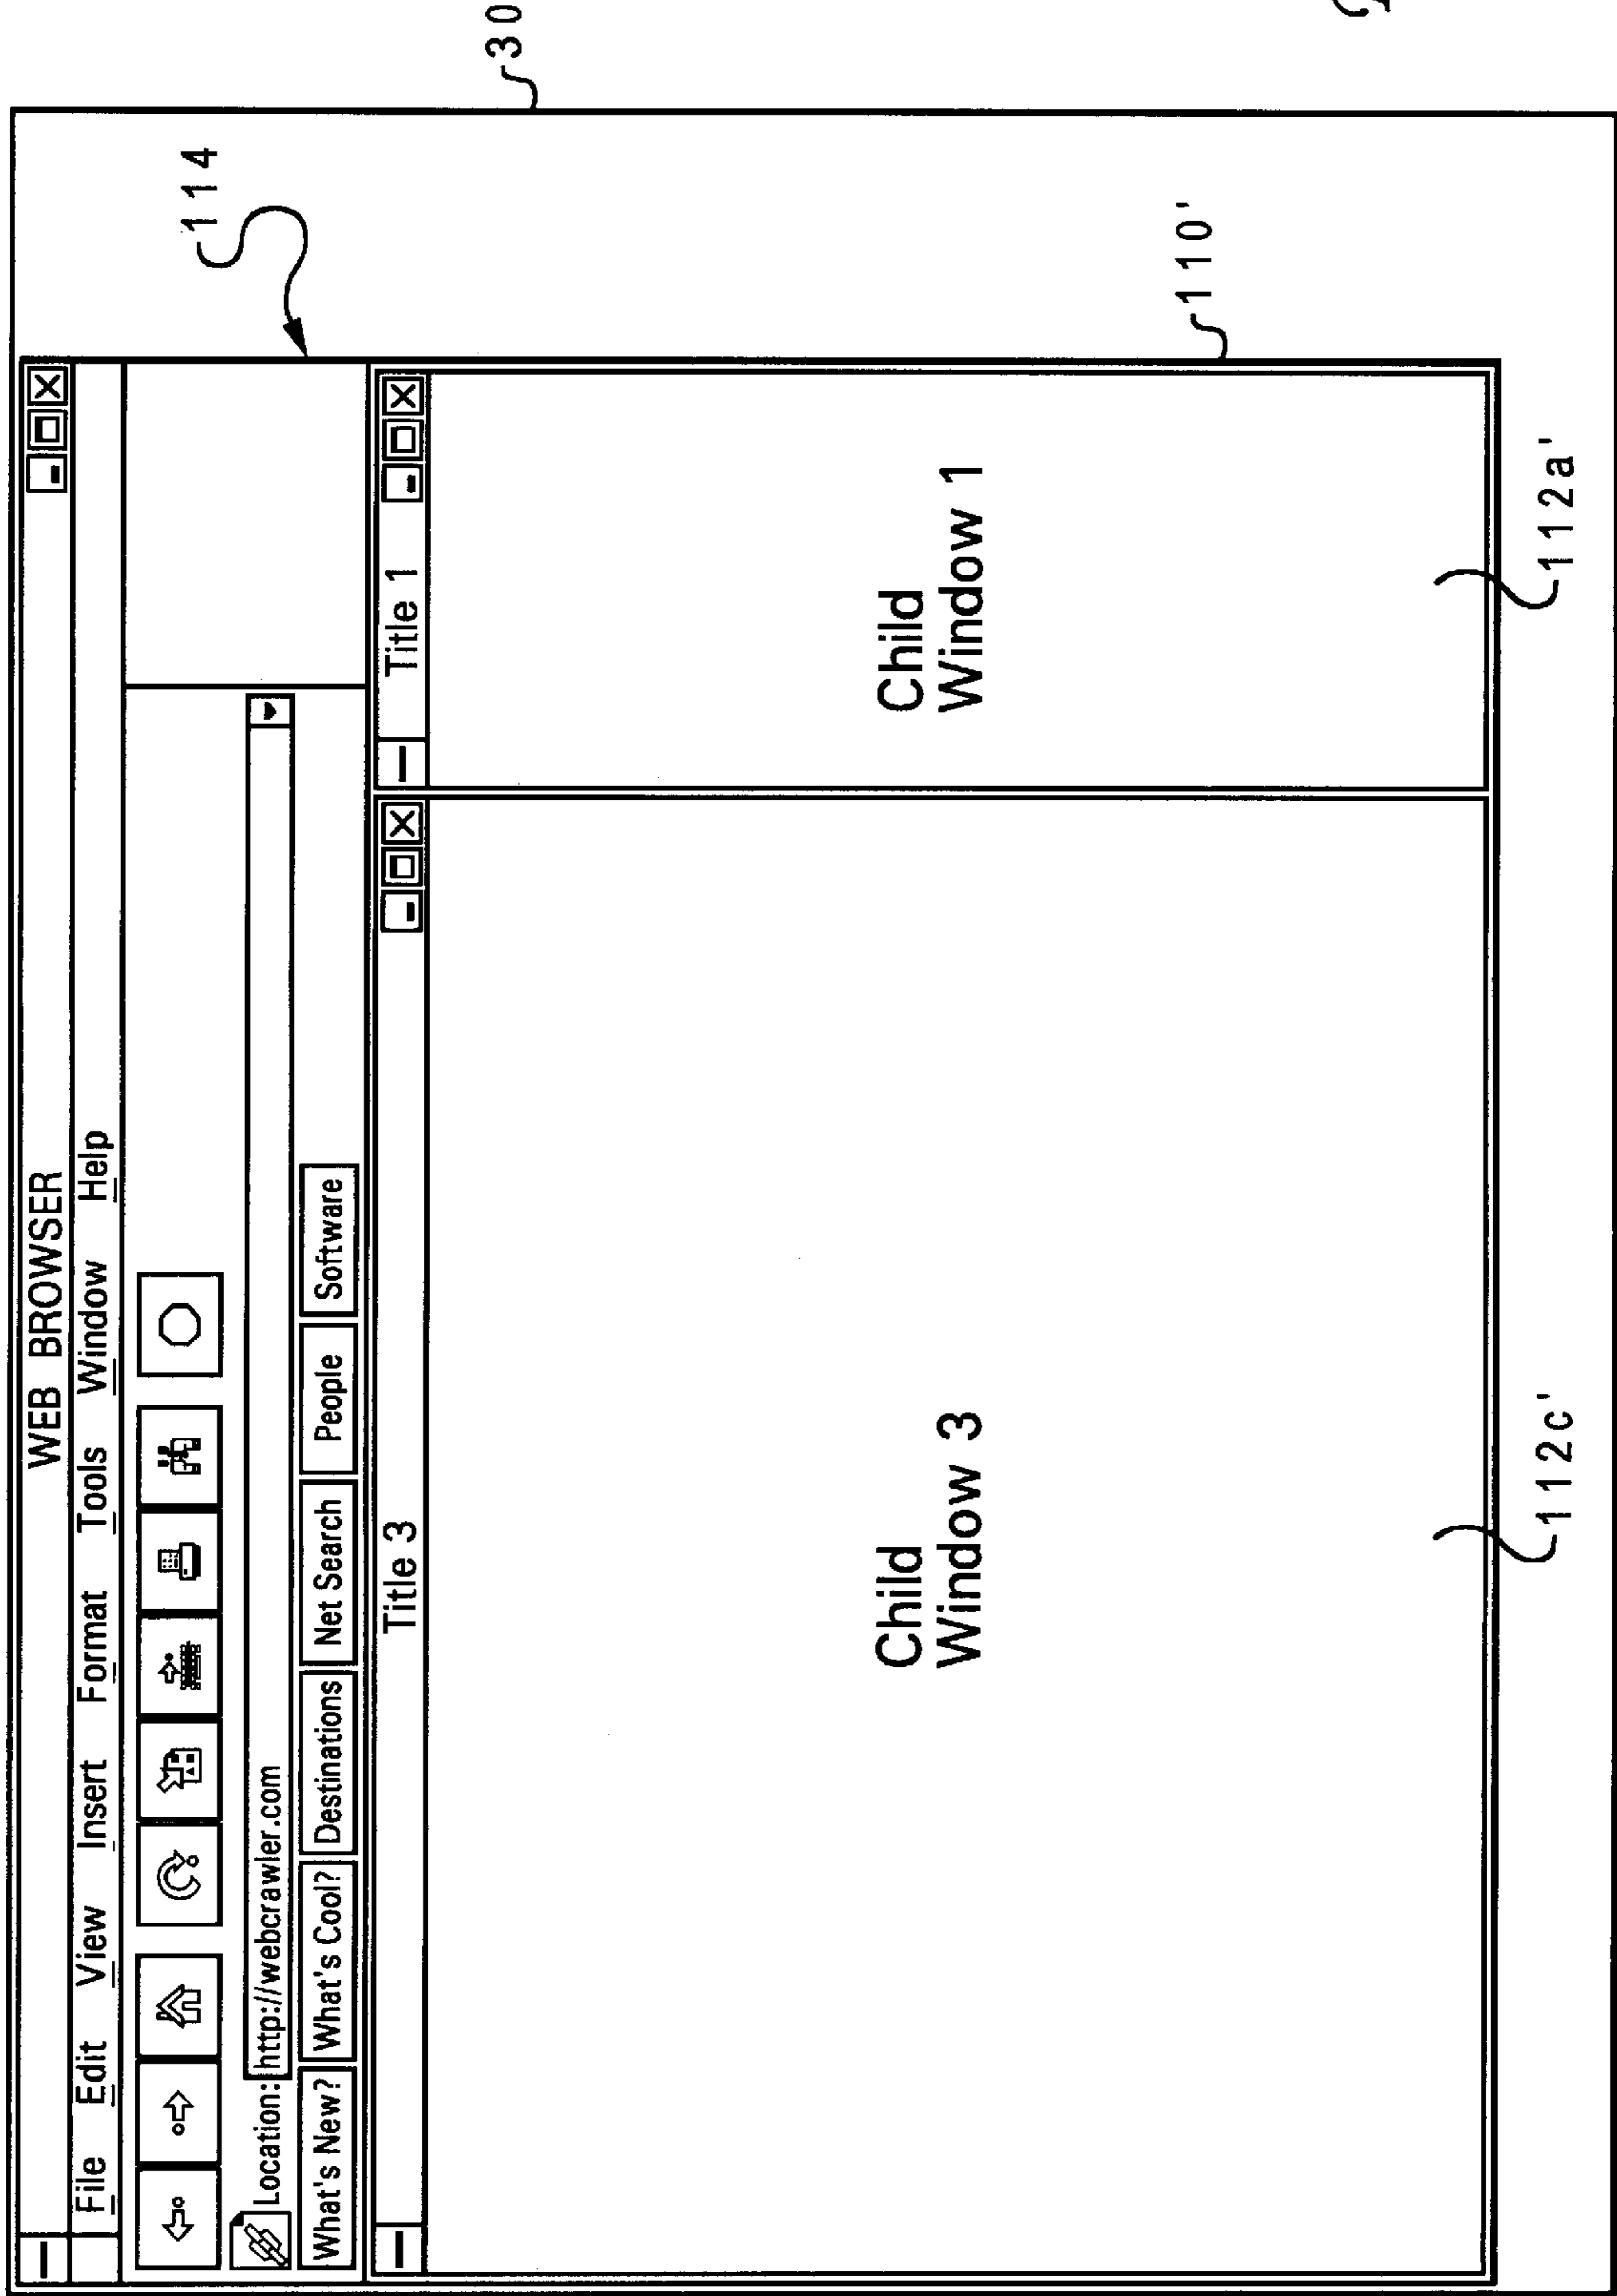 WEB BROWSER
File Edit View Insert Format Tools Window Help
Location: http://webcrawler.com
What's New? What's Cool? Destinations Net Search People Software
Title 3
Title 1
Child
Window 3
Child
Window 1
30
114
110'
112c'
112a'